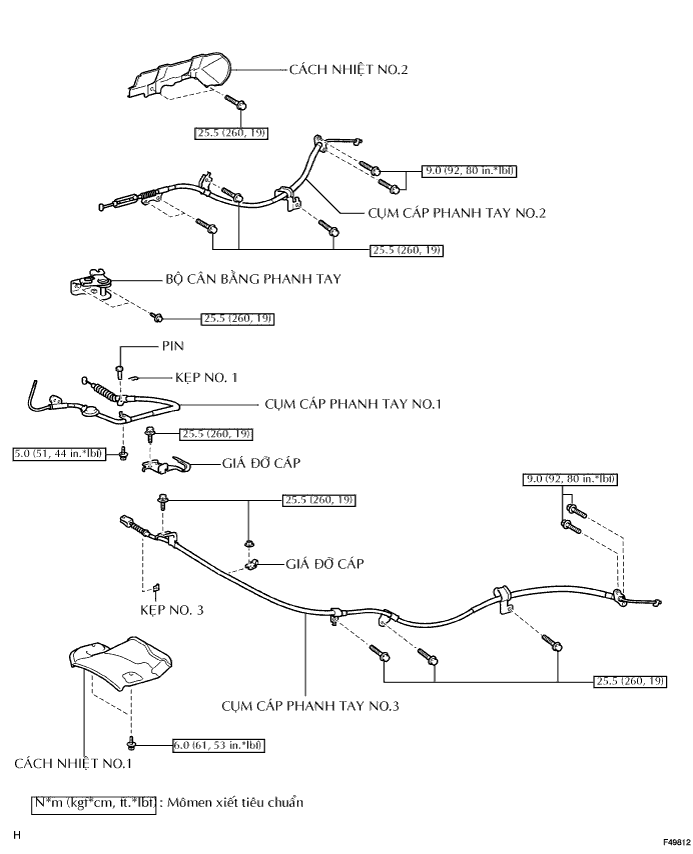 CÁCH NHIỆT NO.2
25.5 (260, 19)
9.0 (92, 80 in.*lbf)
CỤM CÁP PHANH TAY NO.2
25.5 (260, 19)
BỘ CÂN BẰNG PHANH TAY
25.5 (260, 19)
PIN
KẸP NO. 1
CỤM CÁP PHANH TAY NO.1
25.5 (260, 19)
5.0 (51, 44 in.*lbf)
GIÁ ĐỠ CÁP
9.0 (92, 80 in.*lbf)
25.5 (260, 19)
GIÁ ĐỠ CÁP
KẸP NO. 3
25.5 (260, 19)
CỤM CÁP PHANH TAY NO.3
6.0 (61, 53 in.*lbf)
CÁCH NHIỆT NO.1
N*m (kgf*cm, ft.*lbf) : Mômen xiết tiêu chuẩn
H
F49812